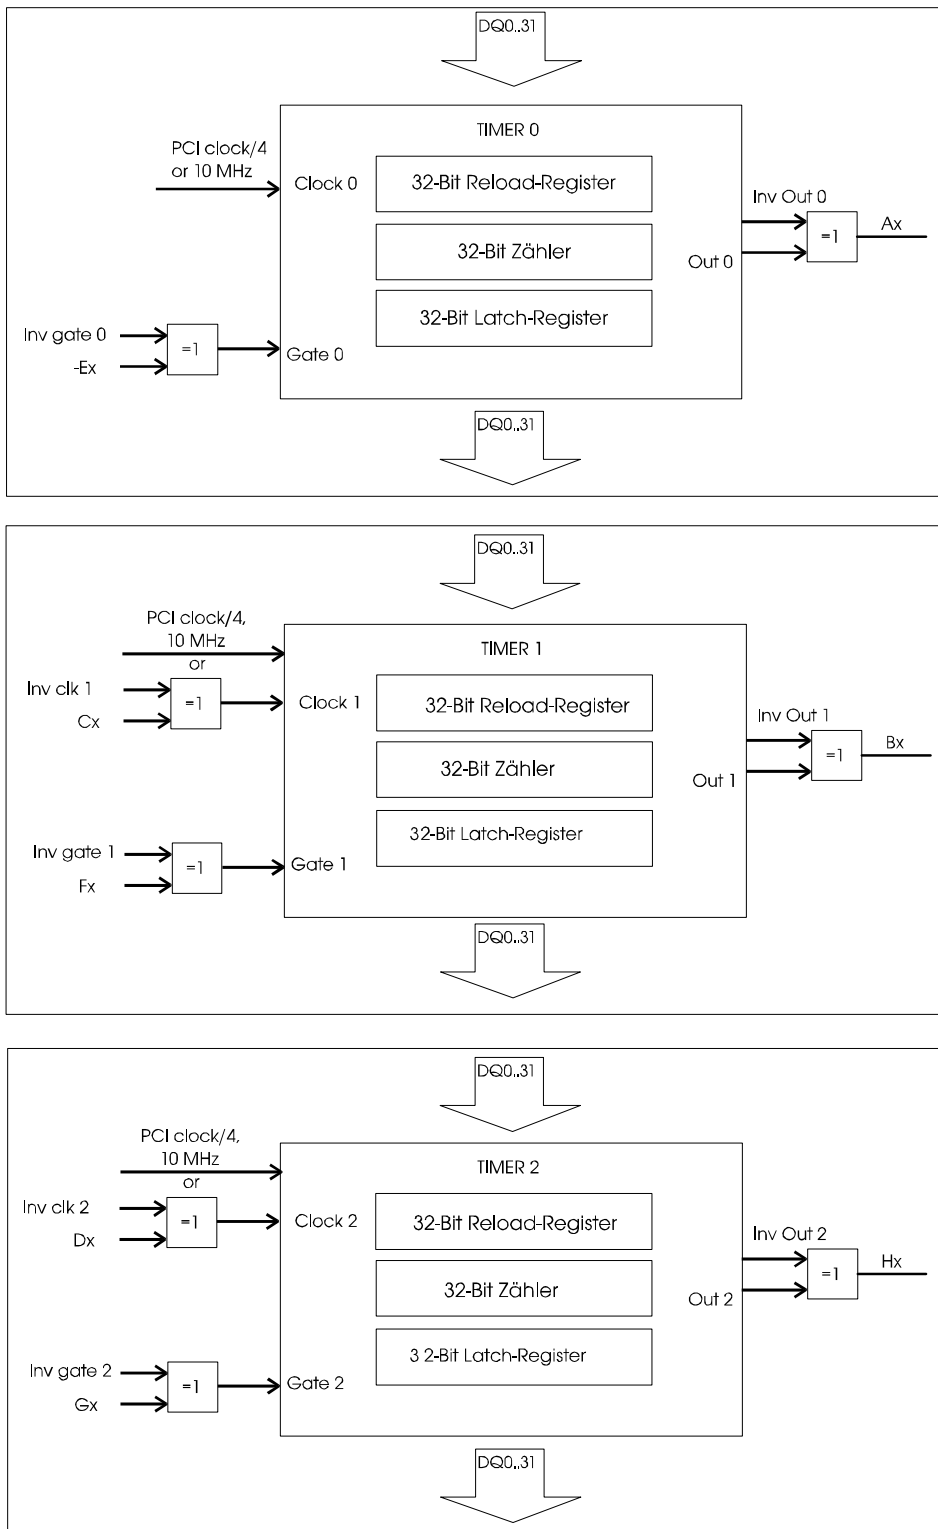 DQ0..31
TIMER 0
PCI clock/4
or 10 MHz
Clock 0
32-Bit Reload-Register
Inv Out 0
=1
Ax
32-Bit Zähler
Out 0
32-Bit Latch-Register
Inv gate 0
=1
-Ex
Gate 0
DQ0..31
DQ0..31
PCI clock/4,
10 MHz
or
TIMER 1
Inv clk 1
=1
Cx
Clock 1
32-Bit Reload-Register
Inv Out 1
=1
Bx
32-Bit Zähler
Out 1
32-Bit Latch-Register
Inv gate 1
=1
Fx
Gate 1
DQ0..31
DQ0..31
PCI clock/4,
10 MHz
or
TIMER 2
Inv clk 2
=1
Dx
Clock 2
32-Bit Reload-Register
Inv Out 2
=1
Hx
32-Bit Zähler
Out 2
3 2-Bit Latch-Register
Inv gate 2
=1
Gx
Gate 2
DQ0..31